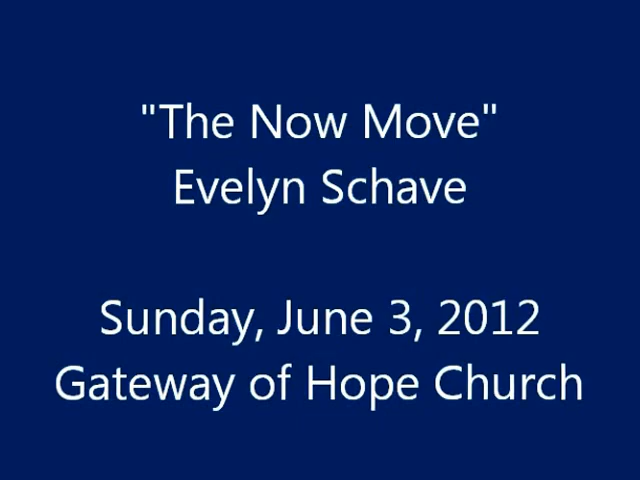 "The Now Move"
Evelyn Schave
Sunday, June 3, 2012
Gateway of Hope Church